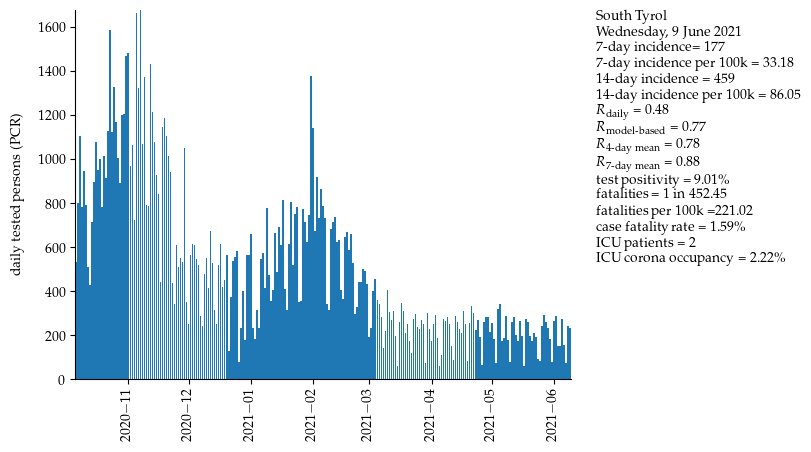 South Tyrol
Wednesday, 9 June 2021
7-day incidence= 177
7-day incidence per 100k = 33.18
14-day incidence = 459
14-day incidence per 100k = 86.05
R daily = 0.48
R model-based = 0.77
R 4-day mean = 0.78
R 7-day mean = 0.88
test positivity = 9.01%
fatalities = 1 in 452.45
fatalities per 100k =221.02
case fatality rate = 1.59%
ICU patients = 2
ICU corona occupancy = 2.22%
daily tested persons (PCR)
1600
1400
1200
1000
800
600
400
200
0
2020−11
2020−12
2021−01
2021−02
2021−03
2021−04
2021−05
2021−06